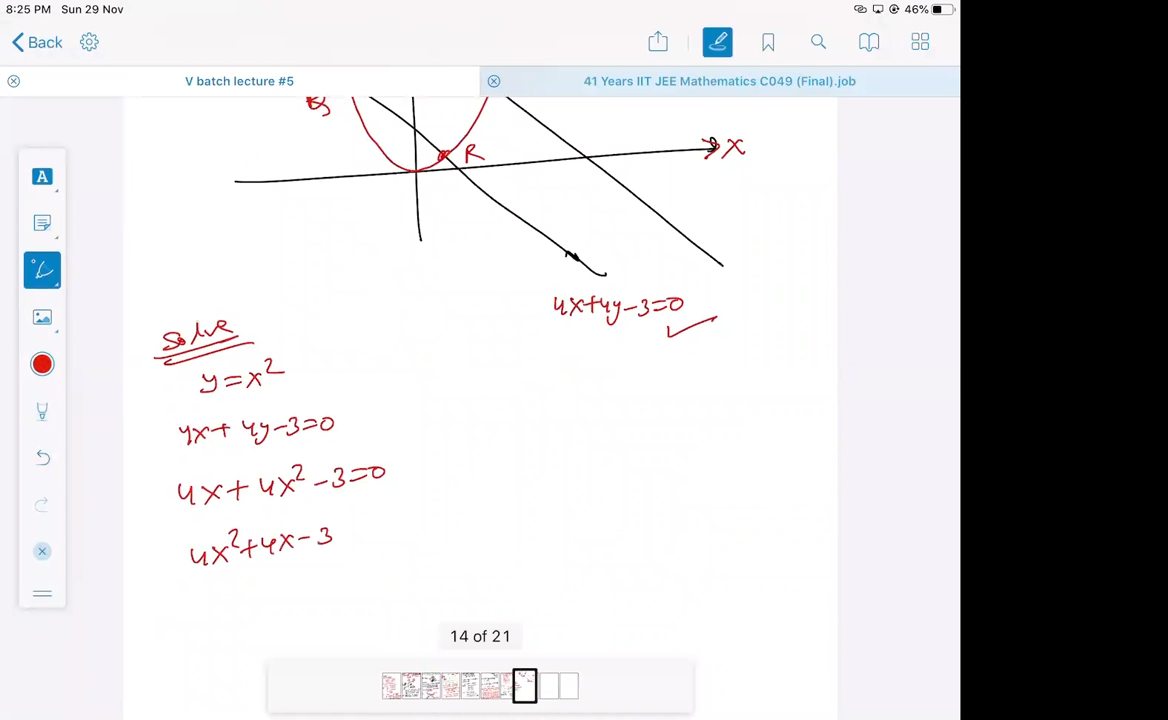 8:25 PM Sun 29 Nov
46%
Back
V batch lecture #5
41 Years IIT JEE Mathematics C049 (Final).job
Q
R
X
4x+4y-3=0
Solve
y=x²
4x+4y-3=0
4x+4x²-3=0
4x²+4x-3
A
14 of 21